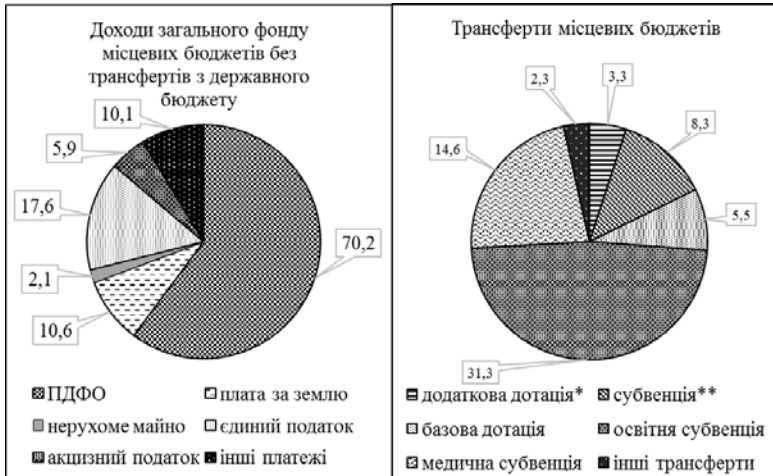 Доходи загального фонду
місцевих бюджетів без
трансфертів з державного
бюджету
10,1
5,9
17,6
2,1
10,6
70,2
ПДФО
плата за землю
нерухоме майно
єдиний податок
акцизний податок
інші платежі
Трансферти місцевих бюджетів
2,3
3,3
8,3
14,6
5,5
31,3
додаткова дотація*
субвенція**
базова дотація
освітня субвенція
медична субвенція
інші трансферти